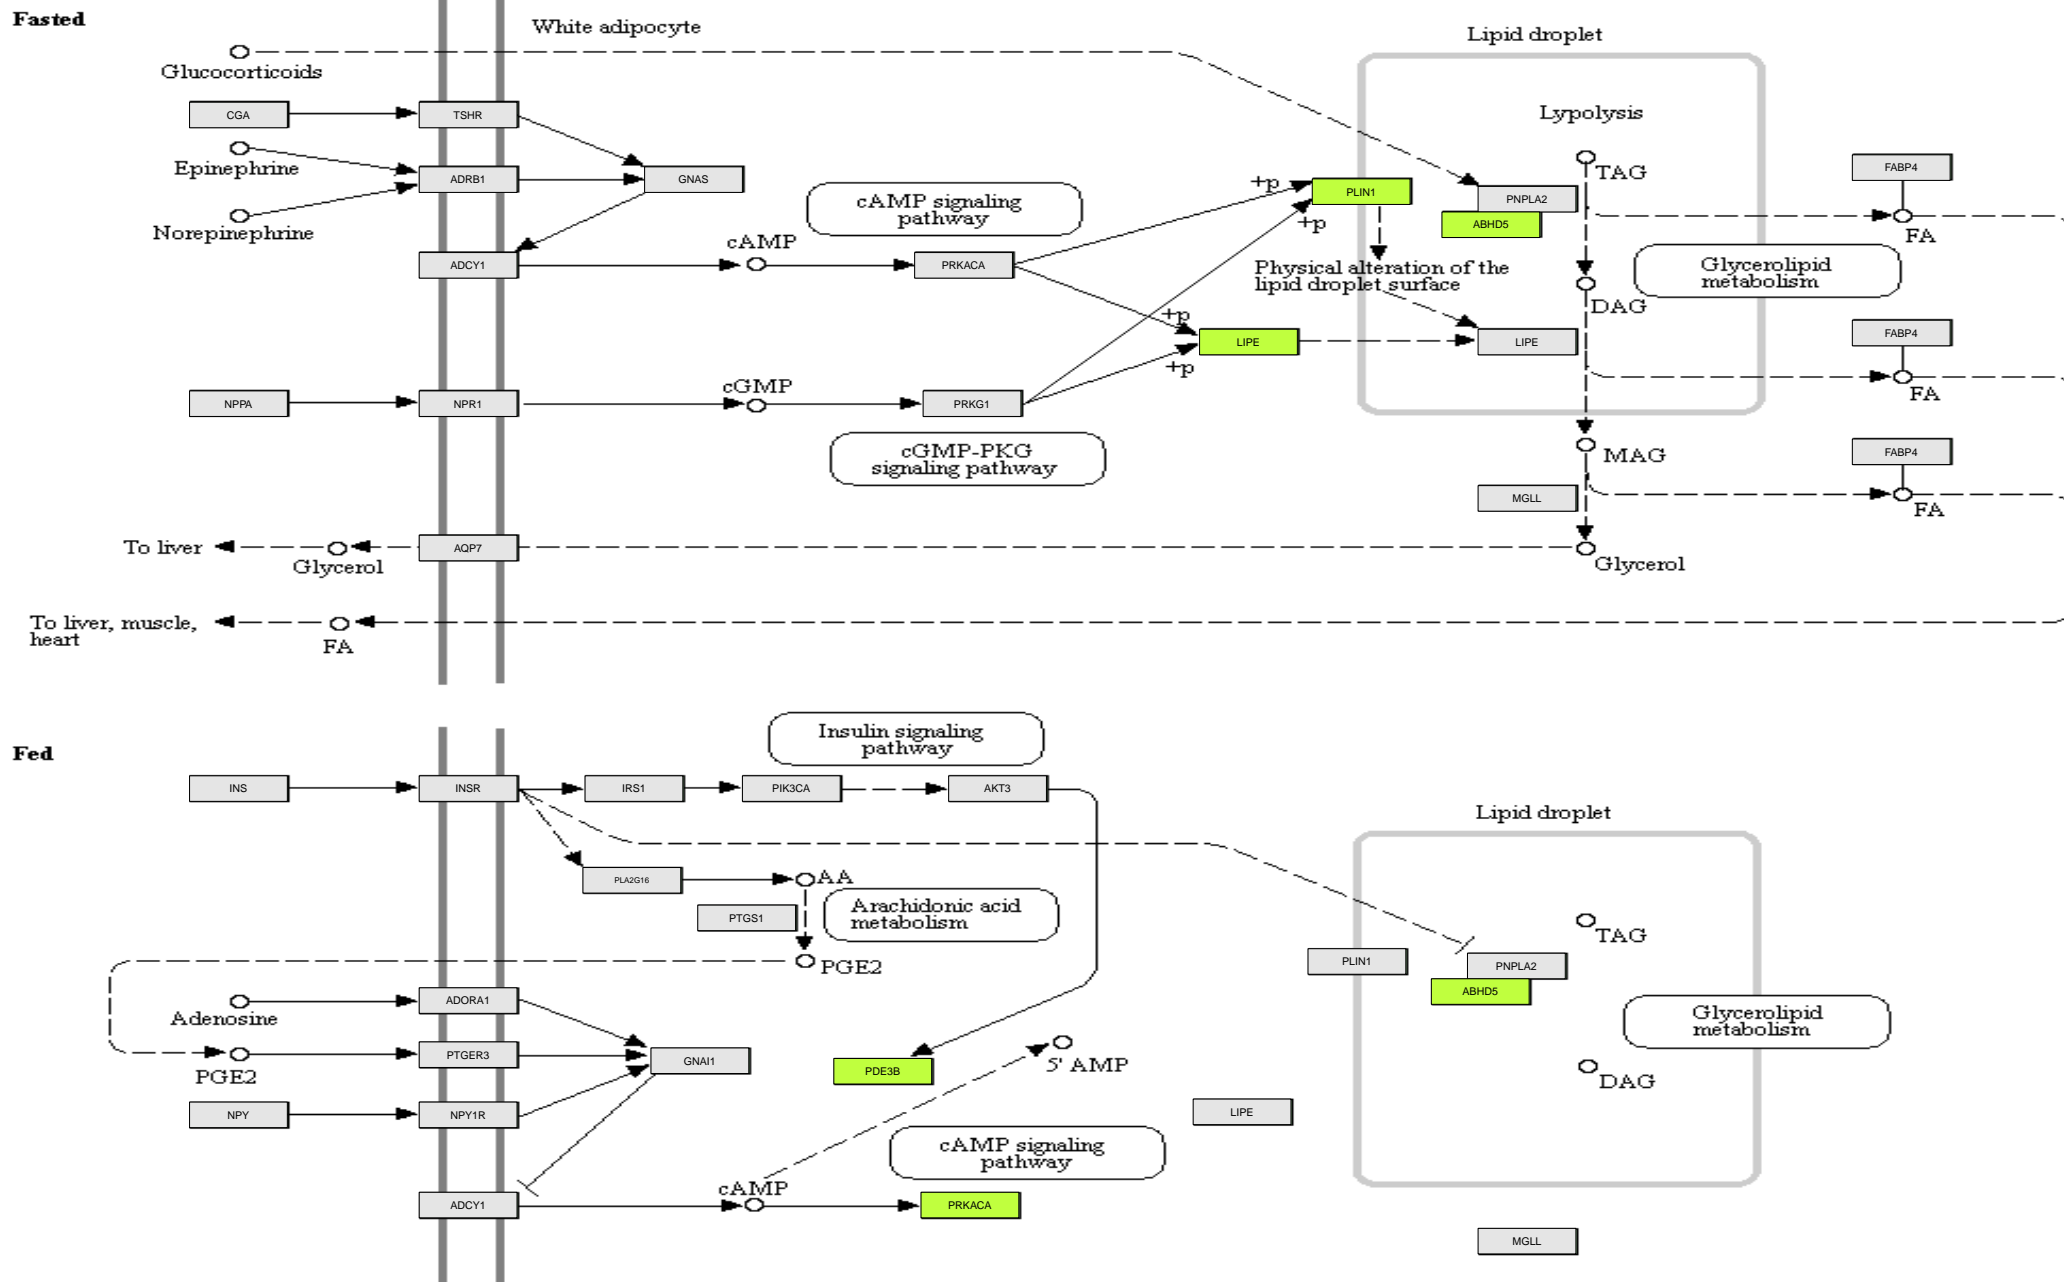 Fasted
White adipocyte
Lipid droplet
Glucocorticoids
CGA
TSHR
Lypolysis
Epinephrine
ADRB1
GNAS
Norepinephrine
cAMP signaling
pathway
+p
PLIN1
+p
PNPLA2
ABHD5
TAG
FABP4
FA
cAMP
ADCY1
PRKACA
Physical alteration of the
lipid droplet surface
Glycerolipid
metabolism
DAG
+p
LIPE
+p
LIPE
FABP4
FA
cGMP
NPPA
NPR1
PRKG1
cGMP-PKG
signaling pathway
MAG
FABP4
MGLL
FA
To liver
Glycerol
AQP7
Glycerol
To liver, muscle,
heart
FA
Fed
Insulin signaling
pathway
INS
INSR
IRS1
PIK3CA
AKT3
Lipid droplet
PLA2G16
AA
PTGS1
Arachidonic acid
metabolism
PGE2
PLIN1
PNPLA2
ABHD5
TAG
Adenosine
ADORA1
Glycerolipid
metabolism
PGE2
PTGER3
GNAI1
PDE3B
5' AMP
DAG
NPY
NPY1R
LIPE
cAMP signaling
pathway
cAMP
ADCY1
PRKACA
MGLL